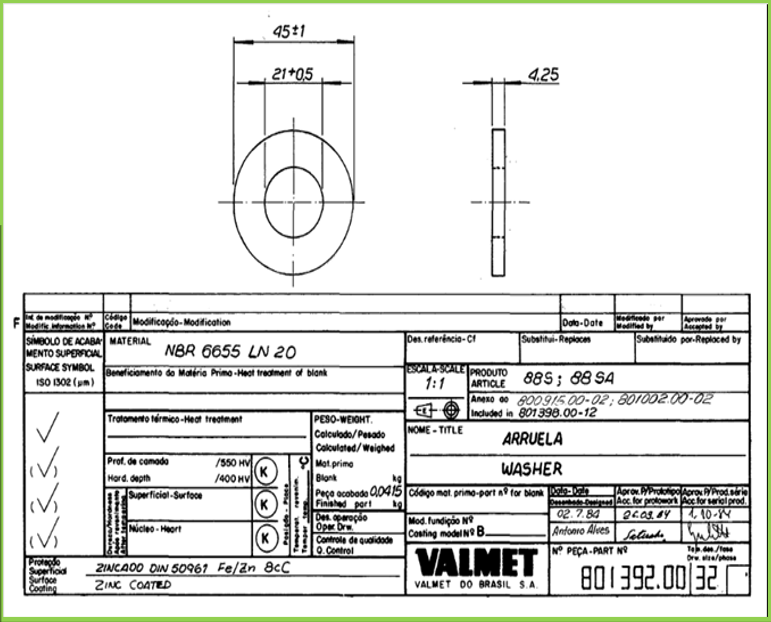 45±1
21+0,5
4,25
F
Inf. de modificação Nº
Modific. Information Nº
Código
Code
Modificação-Modification
Data-Date
Modificado por
Modified by
Aprovado por
Accepted by
SÍMBOLO DE ACABA-
MENTO SUPERFICIAL
SURFACE SYMBOL
ISO 1302 (µm)
MATERIAL
NBR 6655 LN 20
Beneficiamento da Matéria Prima-Heat treatment of blank
Des. referência-Cf
Substitui-Replaces
Substituído por-Replaced by
ESCALA-SCALE
1:1
PRODUTO
ARTICLE
88S; 88SA
Anexo ao 800915.00-02; 801002.00-02
Included in 801398.00-12
Tratamento térmico-Heat treatment
Prof. de camada /550 HV
Hard. depth /400 HV
K
Superficial-Surface
K
Núcleo-Heart
K
°C
PESO-WEIGHT.
Calculado/Pesado
Calculated/Weighed
Mat. prima
Blank kg
Peça acabada 0,0415
Finished part kg
Des. operação
Oper. Drw.
Controle de qualidade
Q. Control
NOME-TITLE
ARRUELA
WASHER
Código mat. prima-part nº for blank
Mod. fundição Nº
Casting model Nº B
Data-Date
Desenhado-Designed
02.7.84
Antonio Alves
Aprov. P/Protótipo
Acc. for protowork
Aprov. P/Prod. série
Acc. for serial prod.
1.10-84
Proteção
Superficial
Surface
Coating
ZINCADO DIN 50961 Fe/Zn 8cC
ZINC COATED
VALMET
VALMET DO BRASIL S.A.
Nº PEÇA-PART Nº
801392.00
Tam. des./fase
Drw. size/phase
32